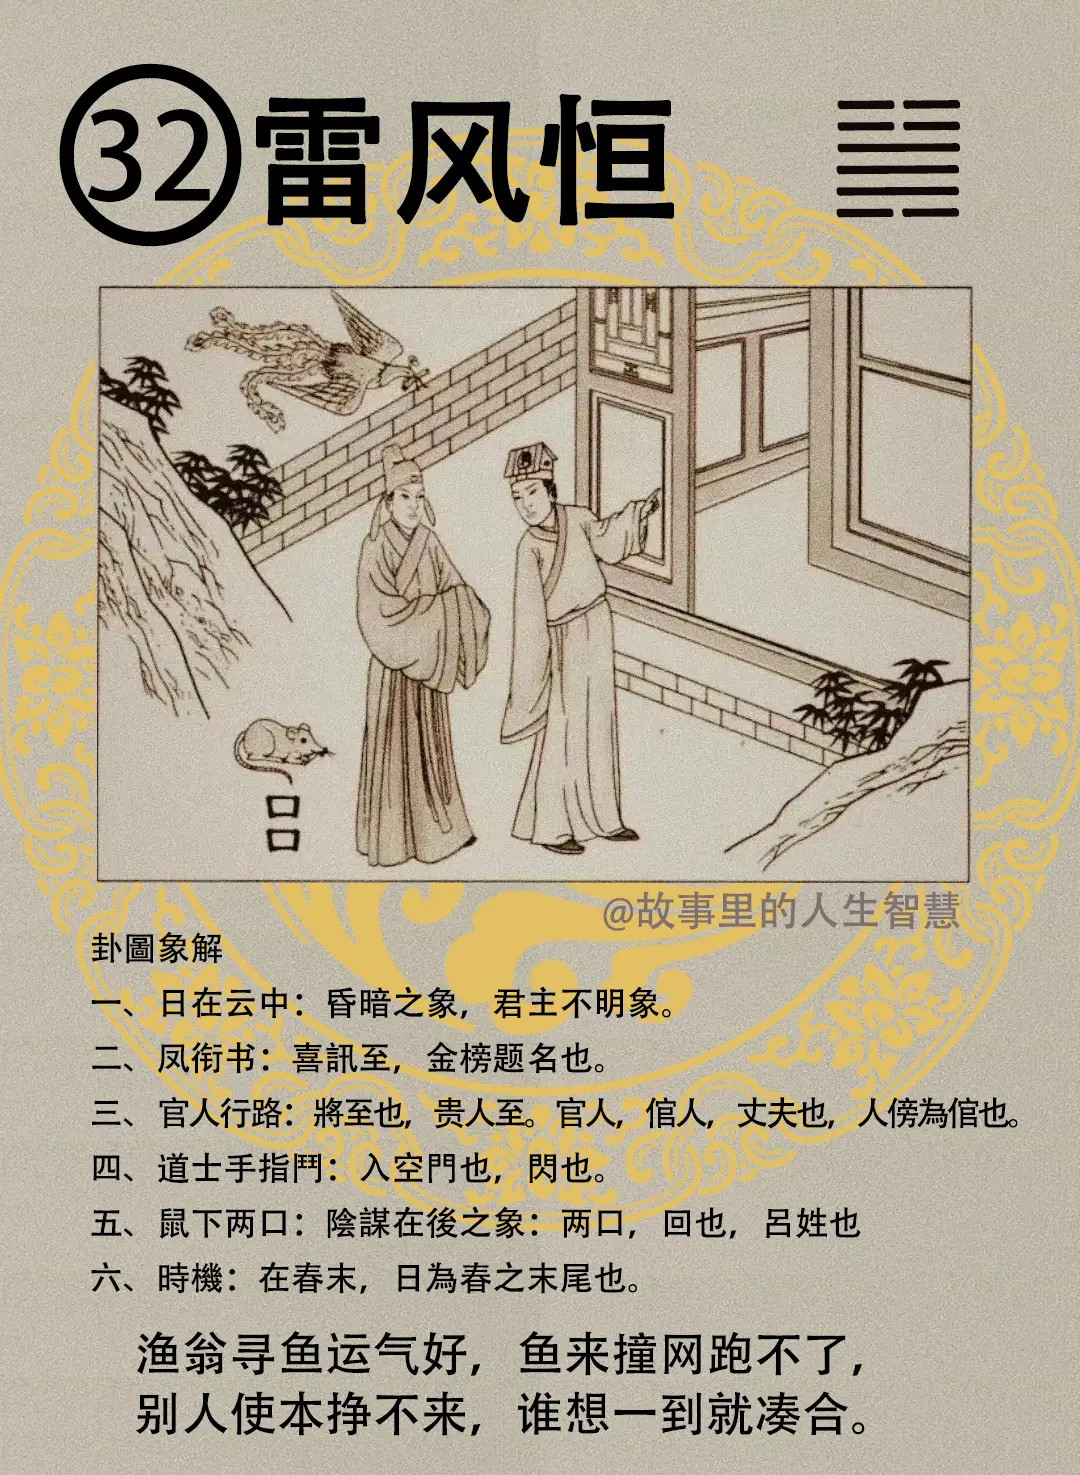 32 雷风恒
口
口
@故事里的人生智慧
卦圖象解
一、日在云中：昏暗之象，君主不明象。
二、凤衔书：喜訊至，金榜题名也。
三、官人行路：將至也，贵人至。官人，倌人，丈夫也，人傍為倌也。
四、道士手指鬥：入空門也，閃也。
五、鼠下两口：陰謀在後之象：两口，回也，呂姓也
六、時機：在春末，日為春之末尾也。
渔翁寻鱼运气好，鱼来撞网跑不了，
别人使本挣不来，谁想一到就凑合。